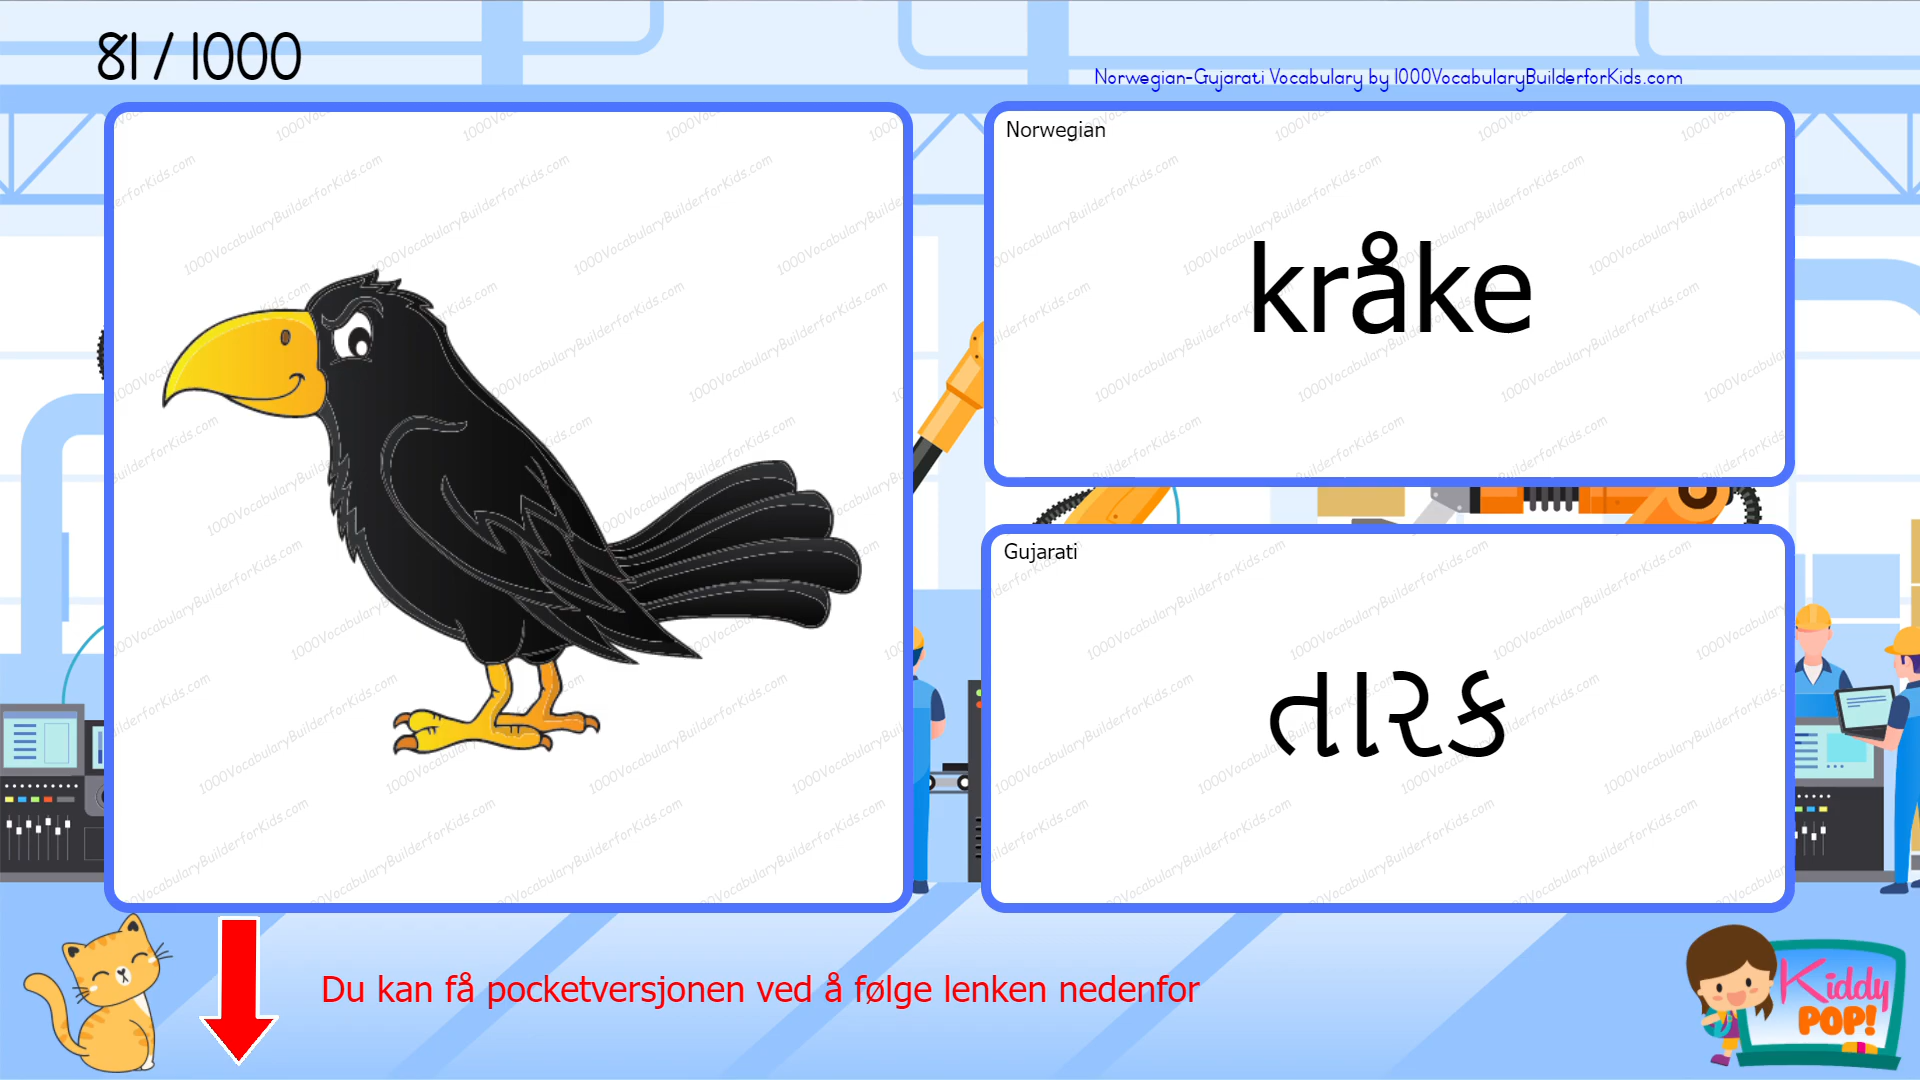 81 / 1000
Norwegian-Gujarati Vocabulary by 1000VocabularyBuilderforKids.com
Norwegian
kråke
Gujarati
તારક
Du kan få pocketversjonen ved å følge lenken nedenfor
Kiddy
POP!